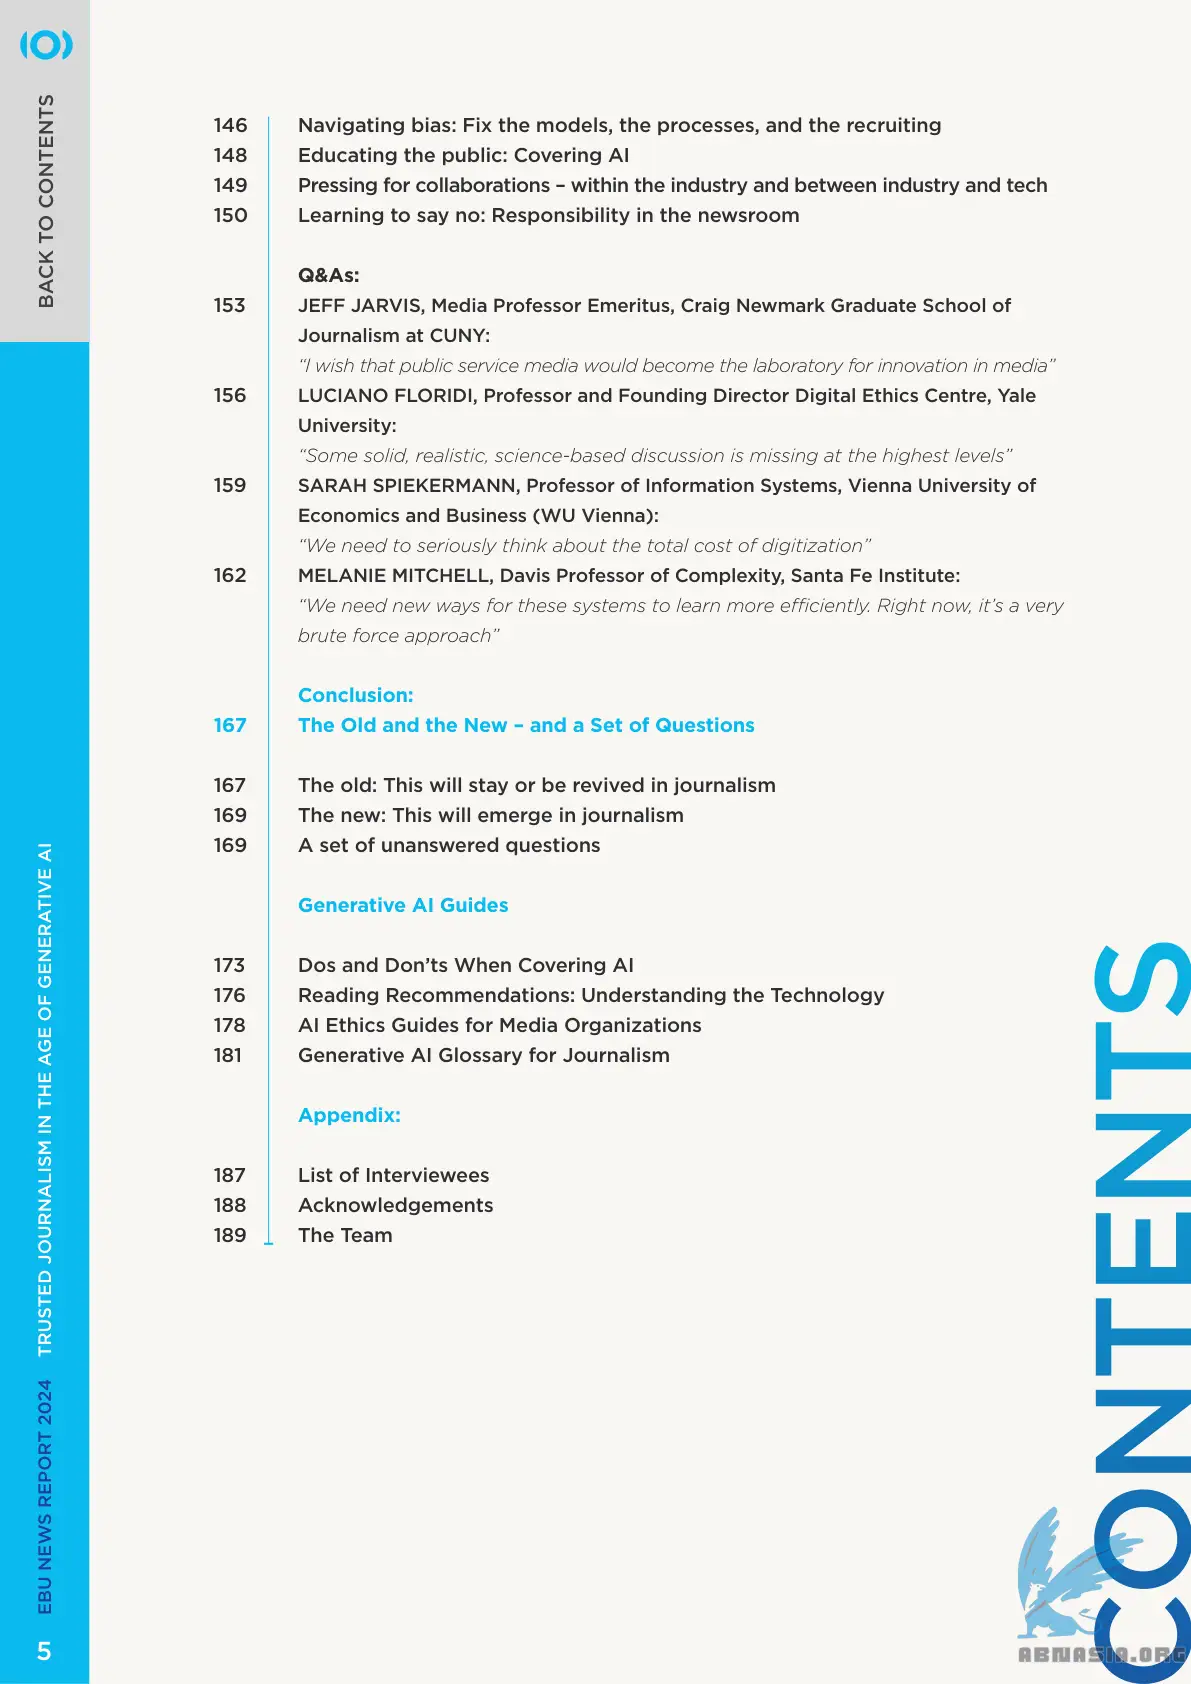 BACK TO CONTENTS
146 Navigating bias: Fix the models, the processes, and the recruiting
148 Educating the public: Covering AI
149 Pressing for collaborations – within the industry and between industry and tech
150 Learning to say no: Responsibility in the newsroom
Q&As:
153 JEFF JARVIS, Media Professor Emeritus, Craig Newmark Graduate School of
Journalism at CUNY:
“I wish that public service media would become the laboratory for innovation in media”
156 LUCIANO FLORIDI, Professor and Founding Director Digital Ethics Centre, Yale
University:
“Some solid, realistic, science-based discussion is missing at the highest levels”
159 SARAH SPIEKERMANN, Professor of Information Systems, Vienna University of
Economics and Business (WU Vienna):
“We need to seriously think about the total cost of digitization”
162 MELANIE MITCHELL, Davis Professor of Complexity, Santa Fe Institute:
“We need new ways for these systems to learn more efficiently. Right now, it’s a very
brute force approach”
Conclusion:
167 The Old and the New – and a Set of Questions
167 The old: This will stay or be revived in journalism
169 The new: This will emerge in journalism
169 A set of unanswered questions
Generative AI Guides
173 Dos and Don’ts When Covering AI
176 Reading Recommendations: Understanding the Technology
178 AI Ethics Guides for Media Organizations
181 Generative AI Glossary for Journalism
Appendix:
187 List of Interviewees
188 Acknowledgements
189 The Team
EBU NEWS REPORT 2024 TRUSTED JOURNALISM IN THE AGE OF GENERATIVE AI
5
CONTENTS
ABNASIA.ORG